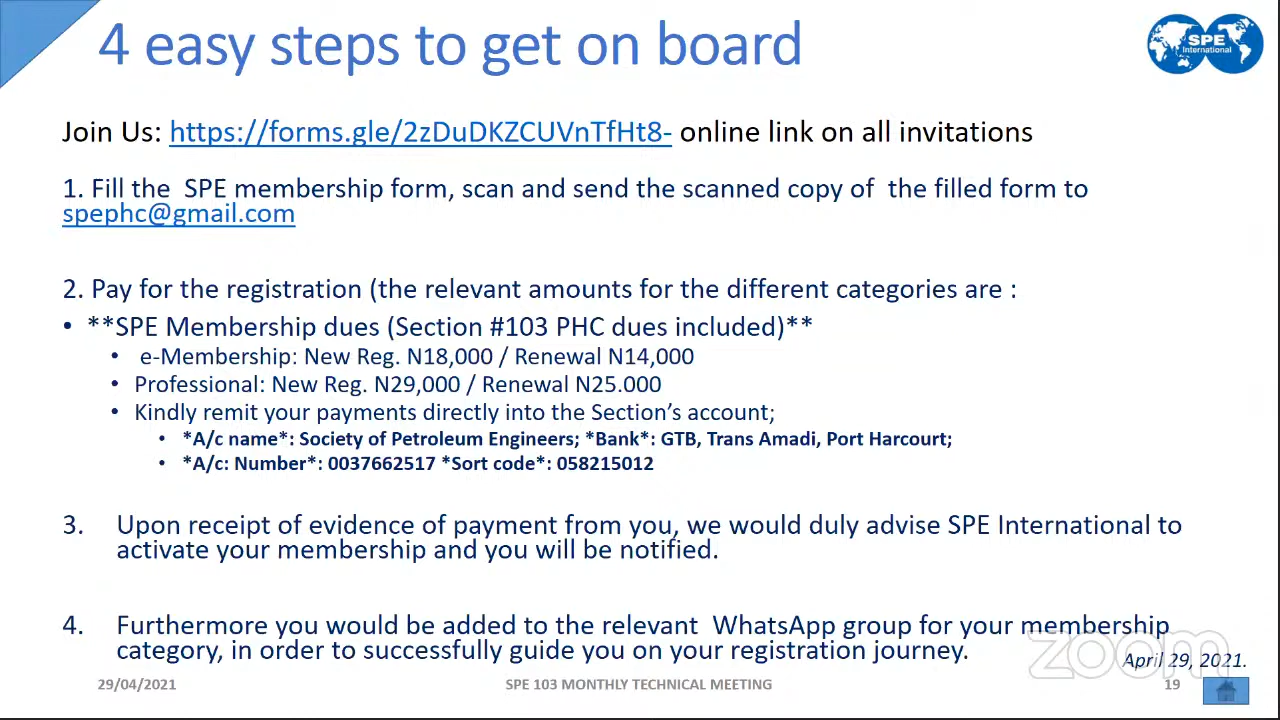 4 easy steps to get on board
SPE
International
Join Us: https://forms.gle/2zDuDKZCUVnTfHt8- online link on all invitations
1. Fill the SPE membership form, scan and send the scanned copy of the filled form to
spephc@gmail.com
2. Pay for the registration (the relevant amounts for the different categories are :
• **SPE Membership dues (Section #103 PHC dues included)**
• e-Membership: New Reg. N18,000 / Renewal N14,000
• Professional: New Reg. N29,000 / Renewal N25.000
• Kindly remit your payments directly into the Section's account;
• *A/c name*: Society of Petroleum Engineers; *Bank*: GTB, Trans Amadi, Port Harcourt;
• *A/c: Number*: 0037662517 *Sort code*: 058215012
3. Upon receipt of evidence of payment from you, we would duly advise SPE International to
activate your membership and you will be notified.
4. Furthermore you would be added to the relevant WhatsApp group for your membership
category, in order to successfully guide you on your registration journey.
zoom
April 29, 2021.
29/04/2021
SPE 103 MONTHLY TECHNICAL MEETING
19